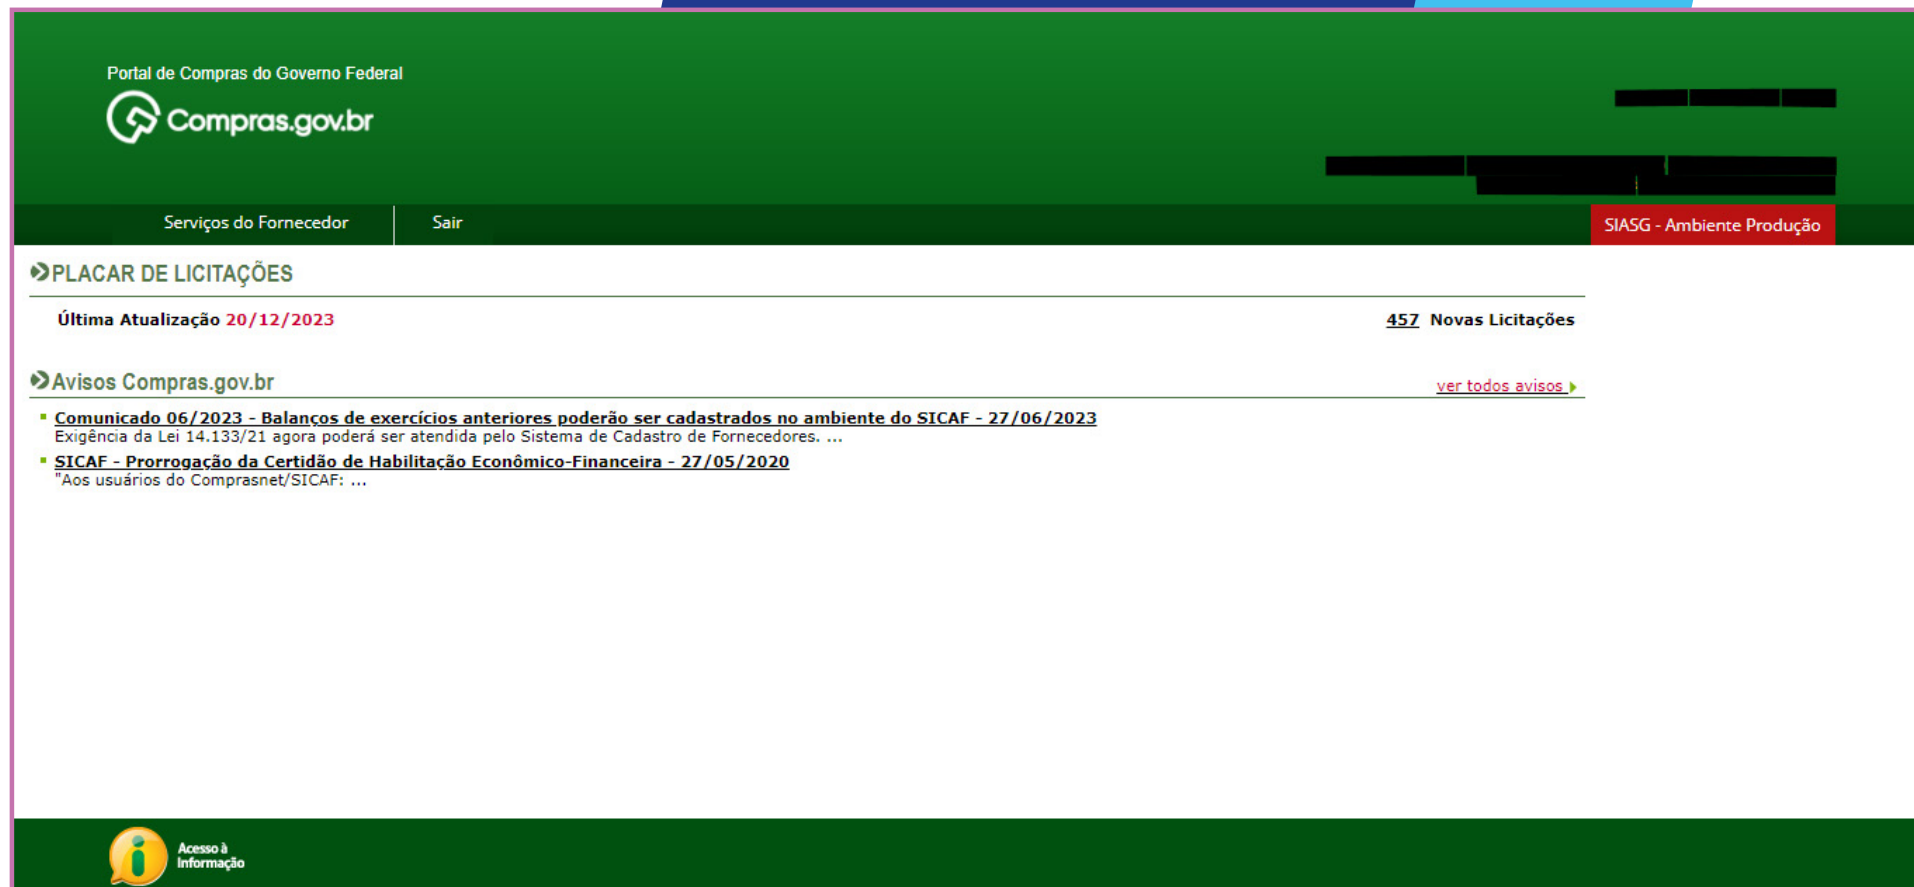 Portal de Compras do Governo Federal
Compras.gov.br
Serviços do Fornecedor
Sair
SIASG - Ambiente Produção
PLACAR DE LICITAÇÕES
Última Atualização 20/12/2023
457 Novas Licitações
Avisos Compras.gov.br
ver todos avisos
Comunicado 06/2023 - Balanços de exercícios anteriores poderão ser cadastrados no ambiente do SICAF - 27/06/2023
Exigência da Lei 14.133/21 agora poderá ser atendida pelo Sistema de Cadastro de Fornecedores. ...
SICAF - Prorrogação da Certidão de Habilitação Econômico-Financeira - 27/05/2020
"Aos usuários do Comprasnet/SICAF: ...
Acesso à
Informação